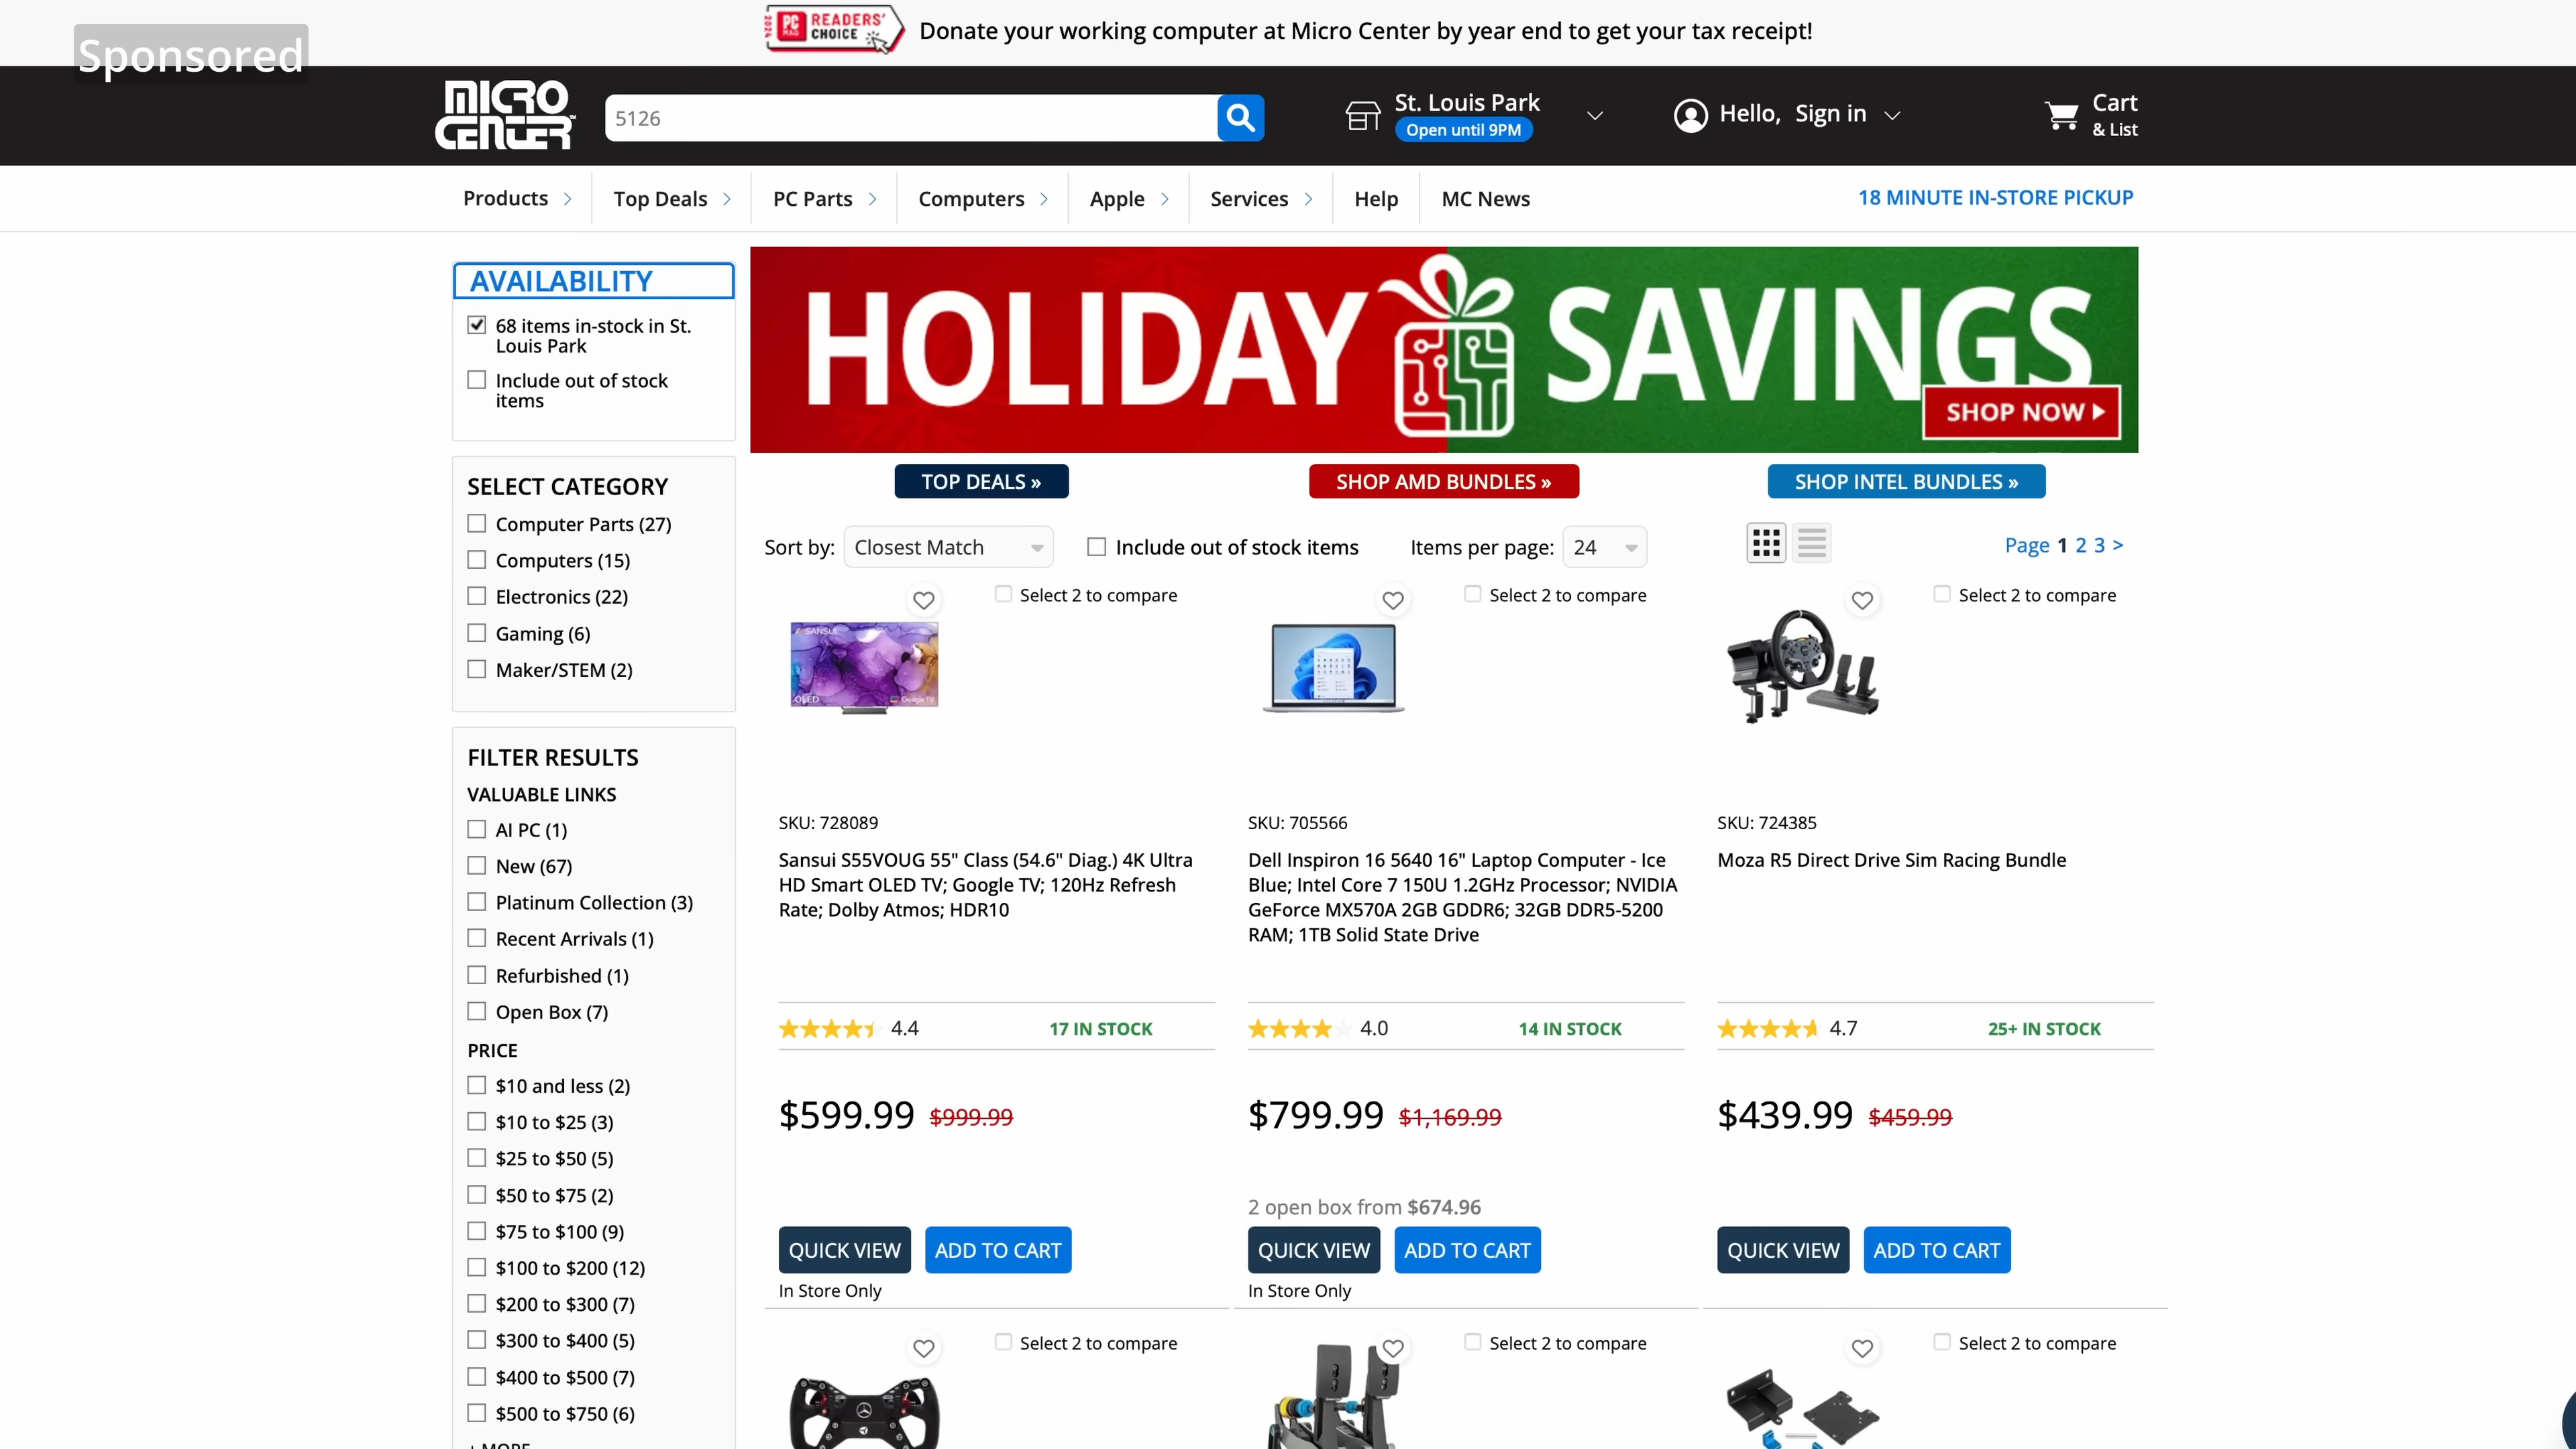 Sponsored
2024 PC MAG READERS' CHOICE
Donate your working computer at Micro Center by year end to get your tax receipt!
MICRO CENTER
5126
St. Louis Park
Open until 9PM
Hello, Sign in
Cart
& List
Products
Top Deals
PC Parts
Computers
Apple
Services
Help
MC News
18 MINUTE IN-STORE PICKUP
AVAILABILITY
68 items in-stock in St.
Louis Park
Include out of stock
items
SELECT CATEGORY
Computer Parts (27)
Computers (15)
Electronics (22)
Gaming (6)
Maker/STEM (2)
FILTER RESULTS
VALUABLE LINKS
AI PC (1)
New (67)
Platinum Collection (3)
Recent Arrivals (1)
Refurbished (1)
Open Box (7)
PRICE
$10 and less (2)
$10 to $25 (3)
$25 to $50 (5)
$50 to $75 (2)
$75 to $100 (9)
$100 to $200 (12)
$200 to $300 (7)
$300 to $400 (5)
$400 to $500 (7)
$500 to $750 (6)
+ MORE
HOLIDAY SAVINGS
SHOP NOW
TOP DEALS »
SHOP AMD BUNDLES »
SHOP INTEL BUNDLES »
Sort by: Closest Match
Include out of stock items
Items per page: 24
Page 1 2 3 >
Select 2 to compare
SANSUI
OLED
Google TV
SKU: 728089
Sansui S55VOUG 55" Class (54.6" Diag.) 4K Ultra
HD Smart OLED TV; Google TV; 120Hz Refresh
Rate; Dolby Atmos; HDR10
4.4
17 IN STOCK
$599.99 $999.99
QUICK VIEW
ADD TO CART
In Store Only
Select 2 to compare
SKU: 705566
Dell Inspiron 16 5640 16" Laptop Computer - Ice
Blue; Intel Core 7 150U 1.2GHz Processor; NVIDIA
GeForce MX570A 2GB GDDR6; 32GB DDR5-5200
RAM; 1TB Solid State Drive
4.0
14 IN STOCK
$799.99 $1,169.99
2 open box from $674.96
QUICK VIEW
ADD TO CART
In Store Only
Select 2 to compare
SKU: 724385
Moza R5 Direct Drive Sim Racing Bundle
4.7
25+ IN STOCK
$439.99 $459.99
QUICK VIEW
ADD TO CART
Select 2 to compare
Select 2 to compare
Select 2 to compare